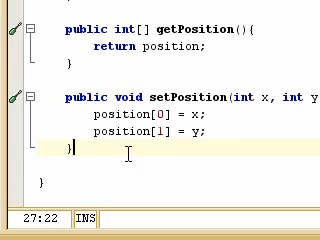 public int[] getPosition(){
return position;
}
public void setPosition(int x, int y
position[0] = x;
position[1] = y;
}
}
27:22 INS